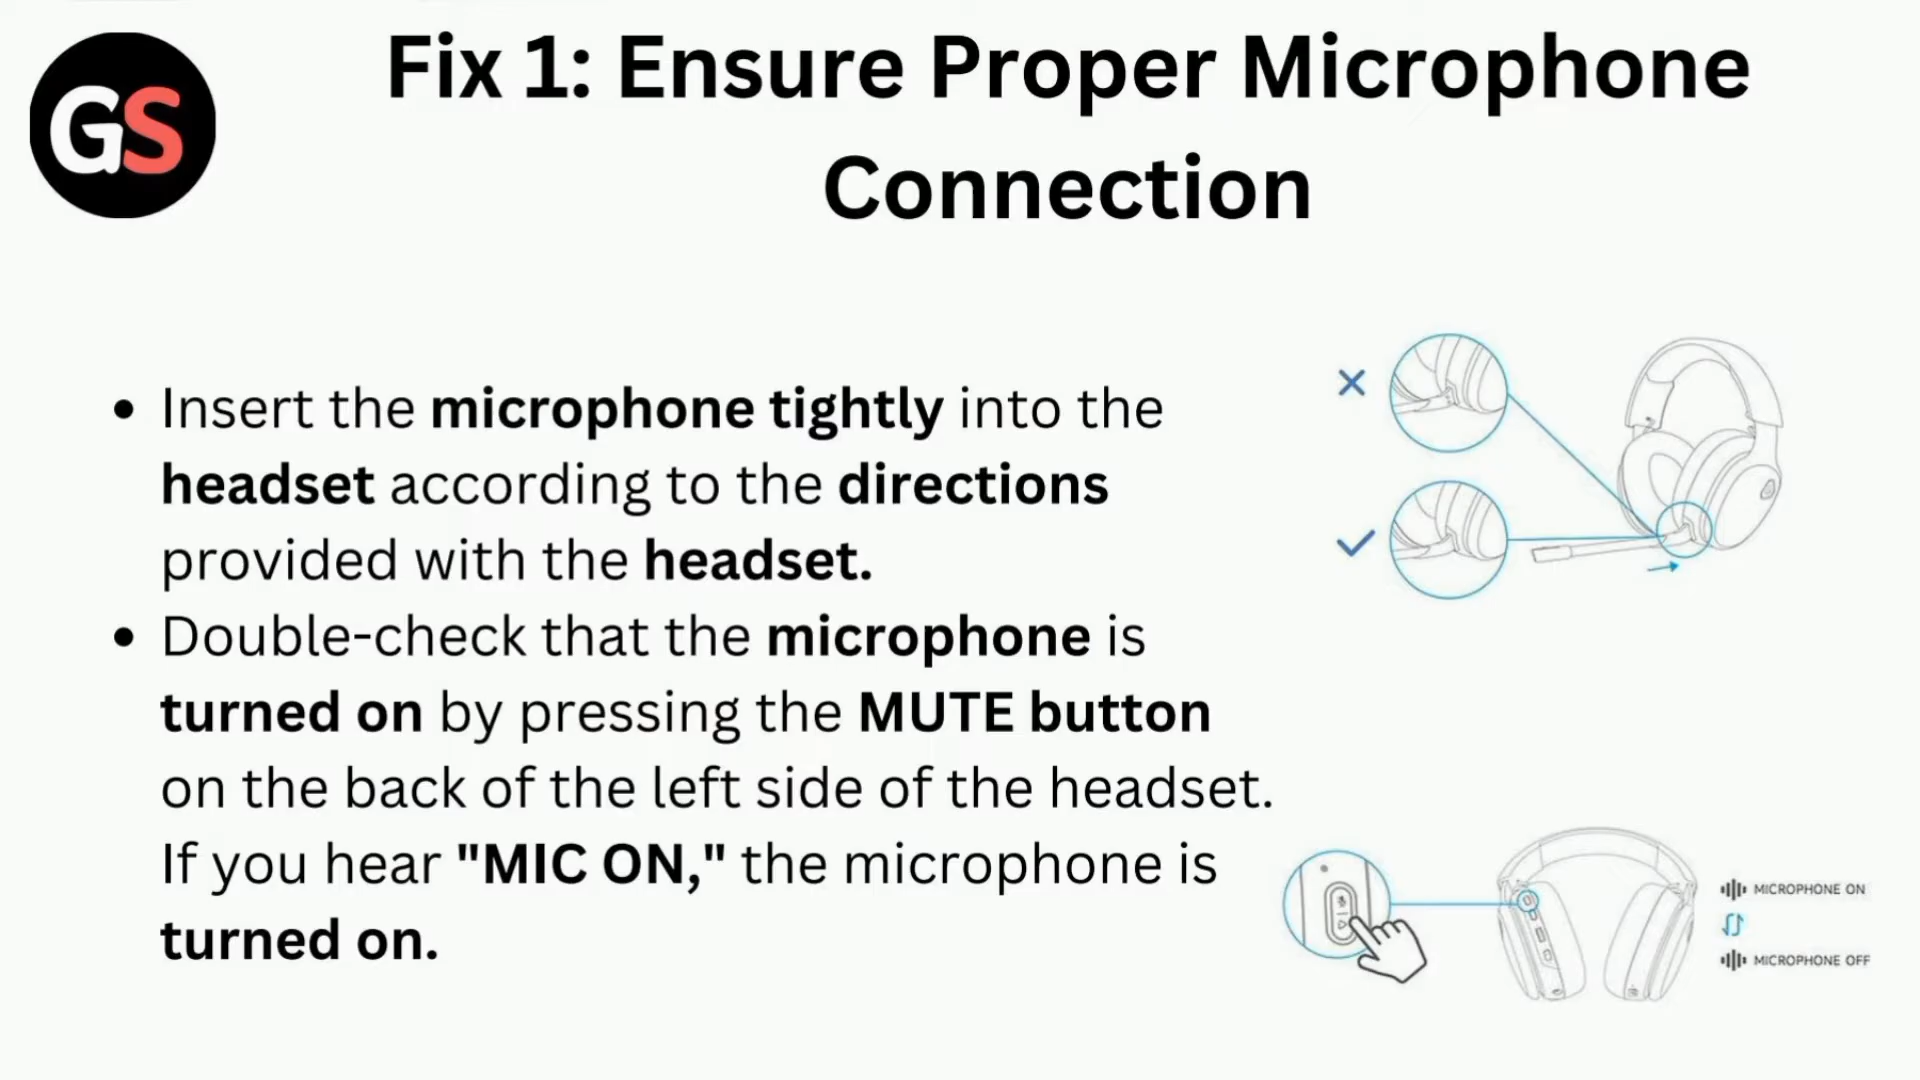 GS
Fix 1: Ensure Proper Microphone
Connection
• Insert the microphone tightly into the
headset according to the directions
provided with the headset.
• Double-check that the microphone is
turned on by pressing the MUTE button
on the back of the left side of the headset.
If you hear "MIC ON," the microphone is
turned on.
MICROPHONE ON
MICROPHONE OFF